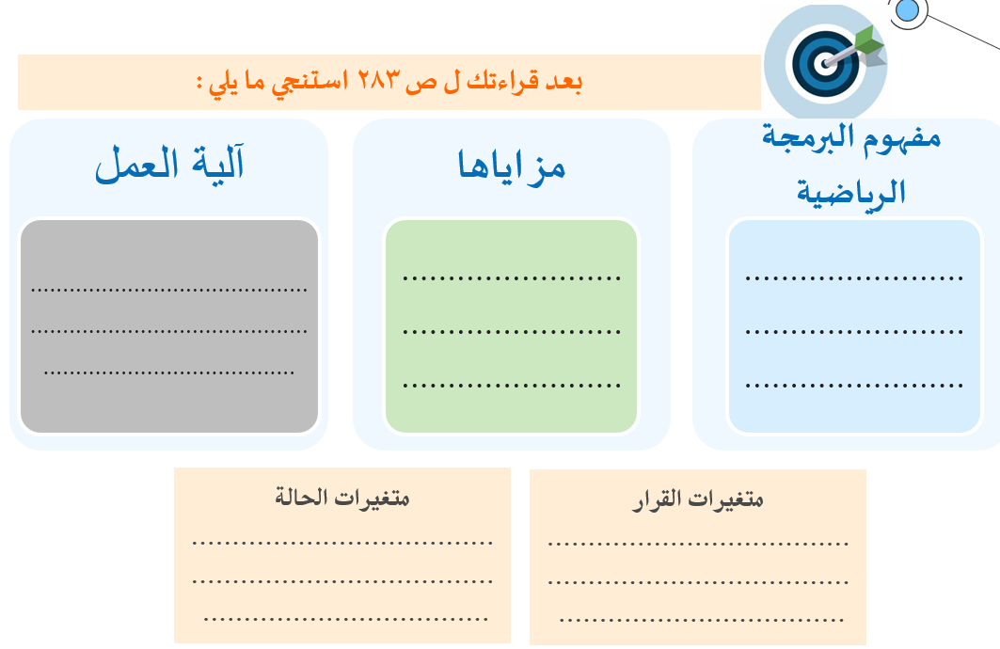 بعد قراءتك ل ص ٢٨٣ استنجي ما يلي :
مفهوم البرمجة
الرياضية
........................
........................
........................
مزاياها
........................
........................
........................
آلية العمل
...........................................
...........................................
.......................................
متغيرات القرار
.....................................
.....................................
...................................
متغيرات الحالة
.....................................
.....................................
...................................